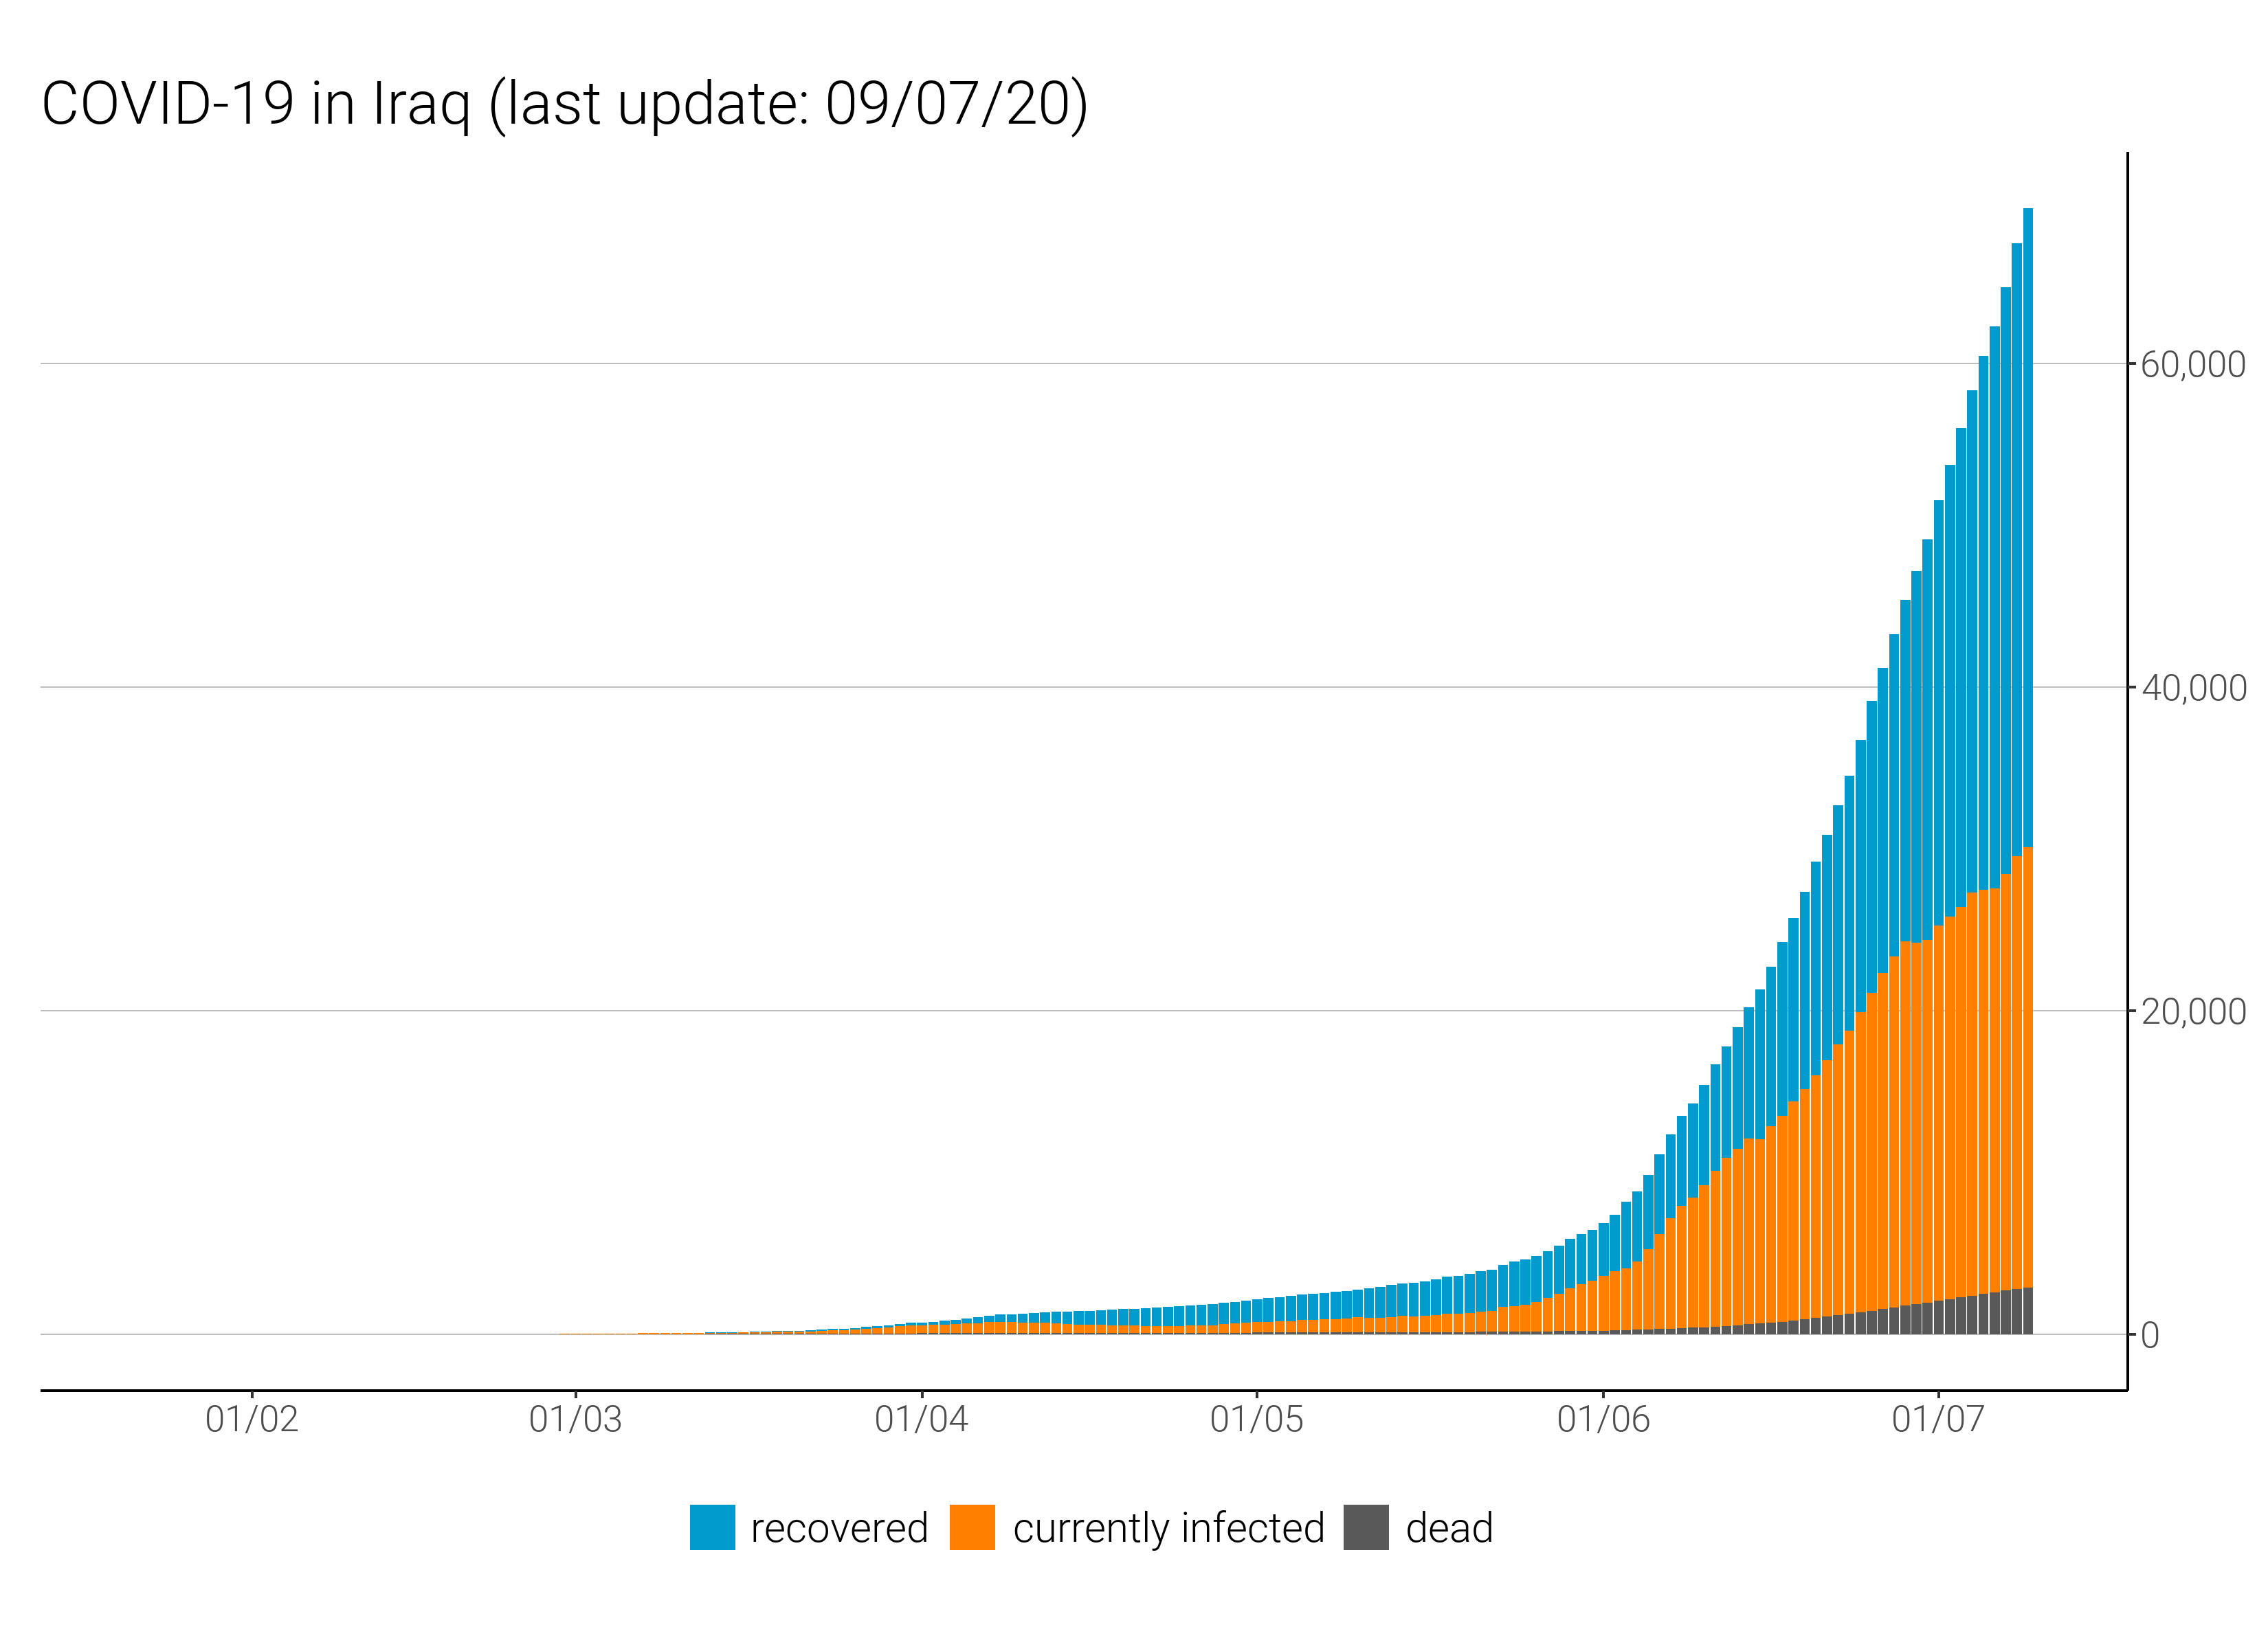 COVID-19 in Iraq (last update: 09/07/20)
60,000
40,000
20,000
0
01/02 01/03 01/04 01/05 01/06 01/07
recovered currently infected dead